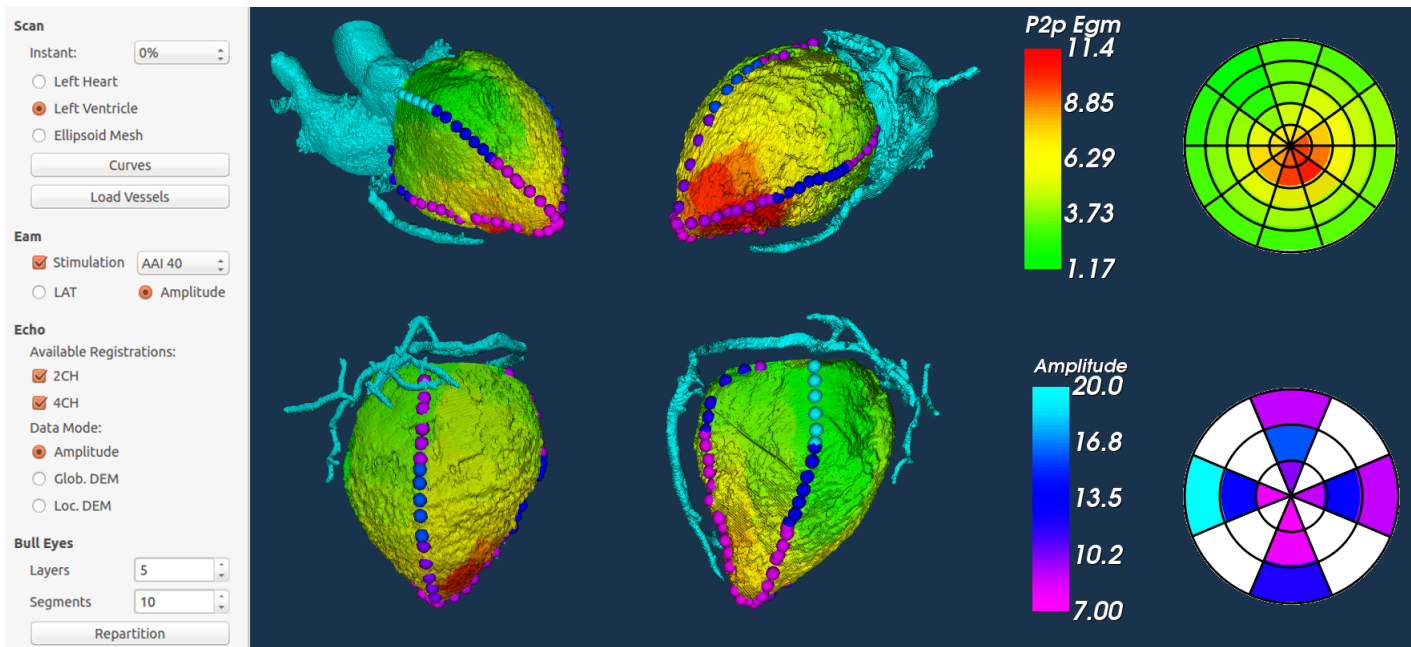 Scan
Instant: 0%
Left Heart
Left Ventricle
Ellipsoid Mesh
Curves
Load Vessels
Eam
Stimulation AAI 40
LAT Amplitude
Echo
Available Registrations:
2CH
4CH
Data Mode:
Amplitude
Glob. DEM
Loc. DEM
Bull Eyes
Layers 5
Segments 10
Repartition
P2p Egm
11.4
8.85
6.29
3.73
1.17
Amplitude
20.0
16.8
13.5
10.2
7.00